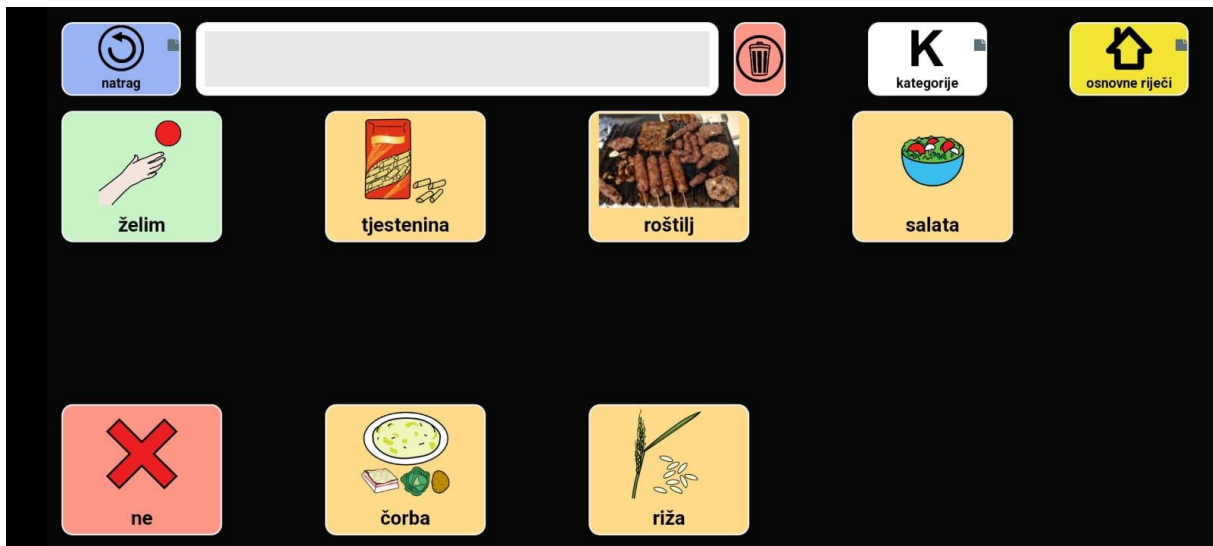 natrag
K
kategorije
osnovne riječi
želim
tjestenina
roštilj
salata
ne
čorba
riža